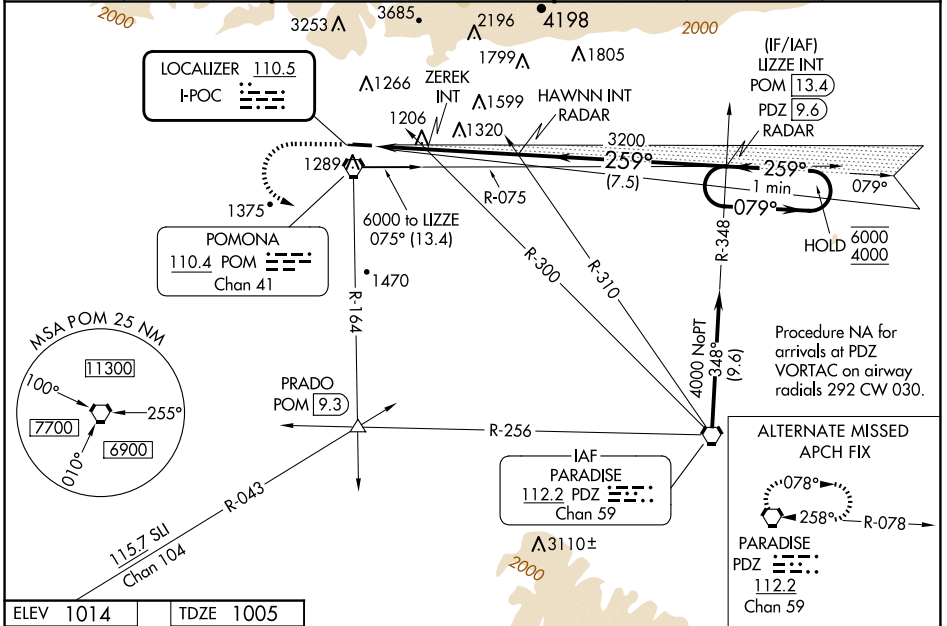 2000
3253
3685
2196
4198
2000
1799
1805
(IF/IAF)
LIZZE INT
POM 13.4
PDZ 9.6
RADAR
LOCALIZER 110.5
I-POC
1266
ZEREK
INT
1599
HAWNN INT
RADAR
1206
1320
3200
1289
259°
(7.5)
259°
1 min
079°
079°
R-075
1375
6000 to LIZZE
075° (13.4)
HOLD 6000
4000
POMONA
110.4 POM
Chan 41
1470
R-164
R-300
R-310
R-348
4000 NoPT
348°
(9.6)
Procedure NA for
arrivals at PDZ
VORTAC on airway
radials 292 CW 030.
MSA POM 25 NM
11300
100°
255°
7700
6900
010°
PRADO
POM 9.3
R-256
R-043
115.7 SLI
Chan 104
IAF
PARADISE
112.2 PDZ
Chan 59
3110±
2000
ALTERNATE MISSED
APCH FIX
078°
258°
R-078
PARADISE
PDZ
112.2
Chan 59
ELEV 1014
TDZE 1005